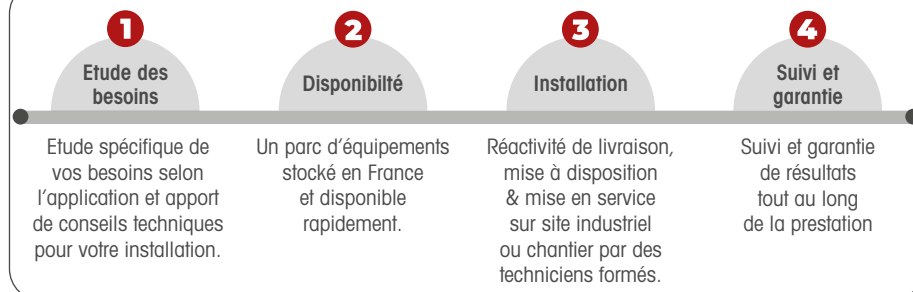 1
Etude des
besoins
Etude spécifique de
vos besoins selon
l'application et apport
de conseils techniques
pour votre installation.
2
Disponibilté
Un parc d'équipements
stocké en France
et disponible
rapidement.
3
Installation
Réactivité de livraison,
mise à disposition
& mise en service
sur site industriel
ou chantier par des
techniciens formés.
4
Suivi et
garantie
Suivi et garantie
de résultats
tout au long
de la prestation